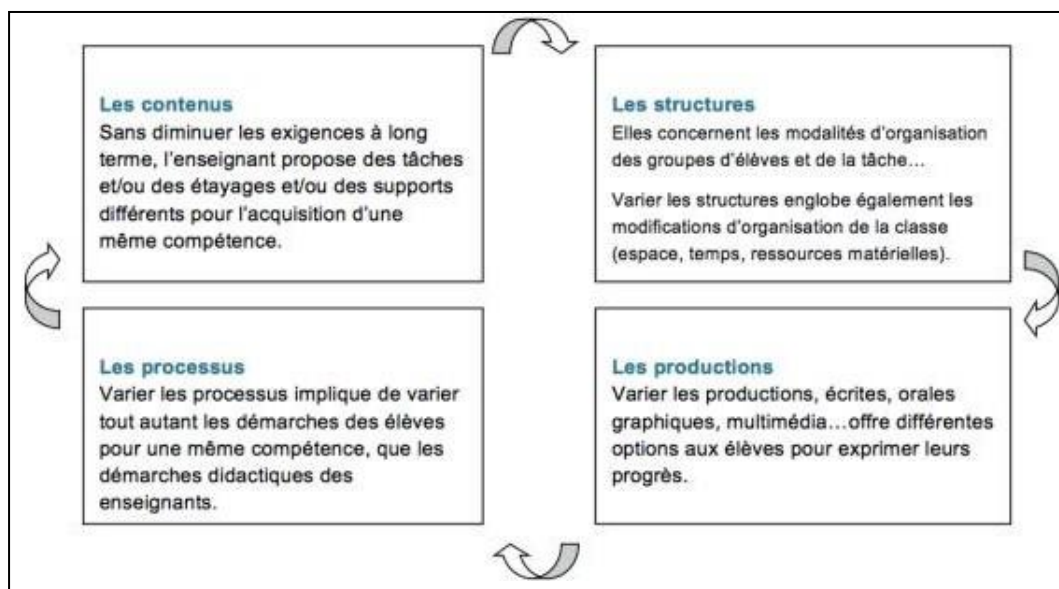 Les contenus
Sans diminuer les exigences à long
terme, l'enseignant propose des tâches
et/ou des étayages et/ou des supports
différents pour l'acquisition d'une
même compétence.
Les structures
Elles concernent les modalités d'organisation
des groupes d'élèves et de la tâche…
Varier les structures englobe également les
modifications d'organisation de la classe
(espace, temps, ressources matérielles).
Les processus
Varier les processus implique de varier
tout autant les démarches des élèves
pour une même compétence, que les
démarches didactiques des
enseignants.
Les productions
Varier les productions, écrites, orales
graphiques, multimédia…offre différentes
options aux élèves pour exprimer leurs
progrès.